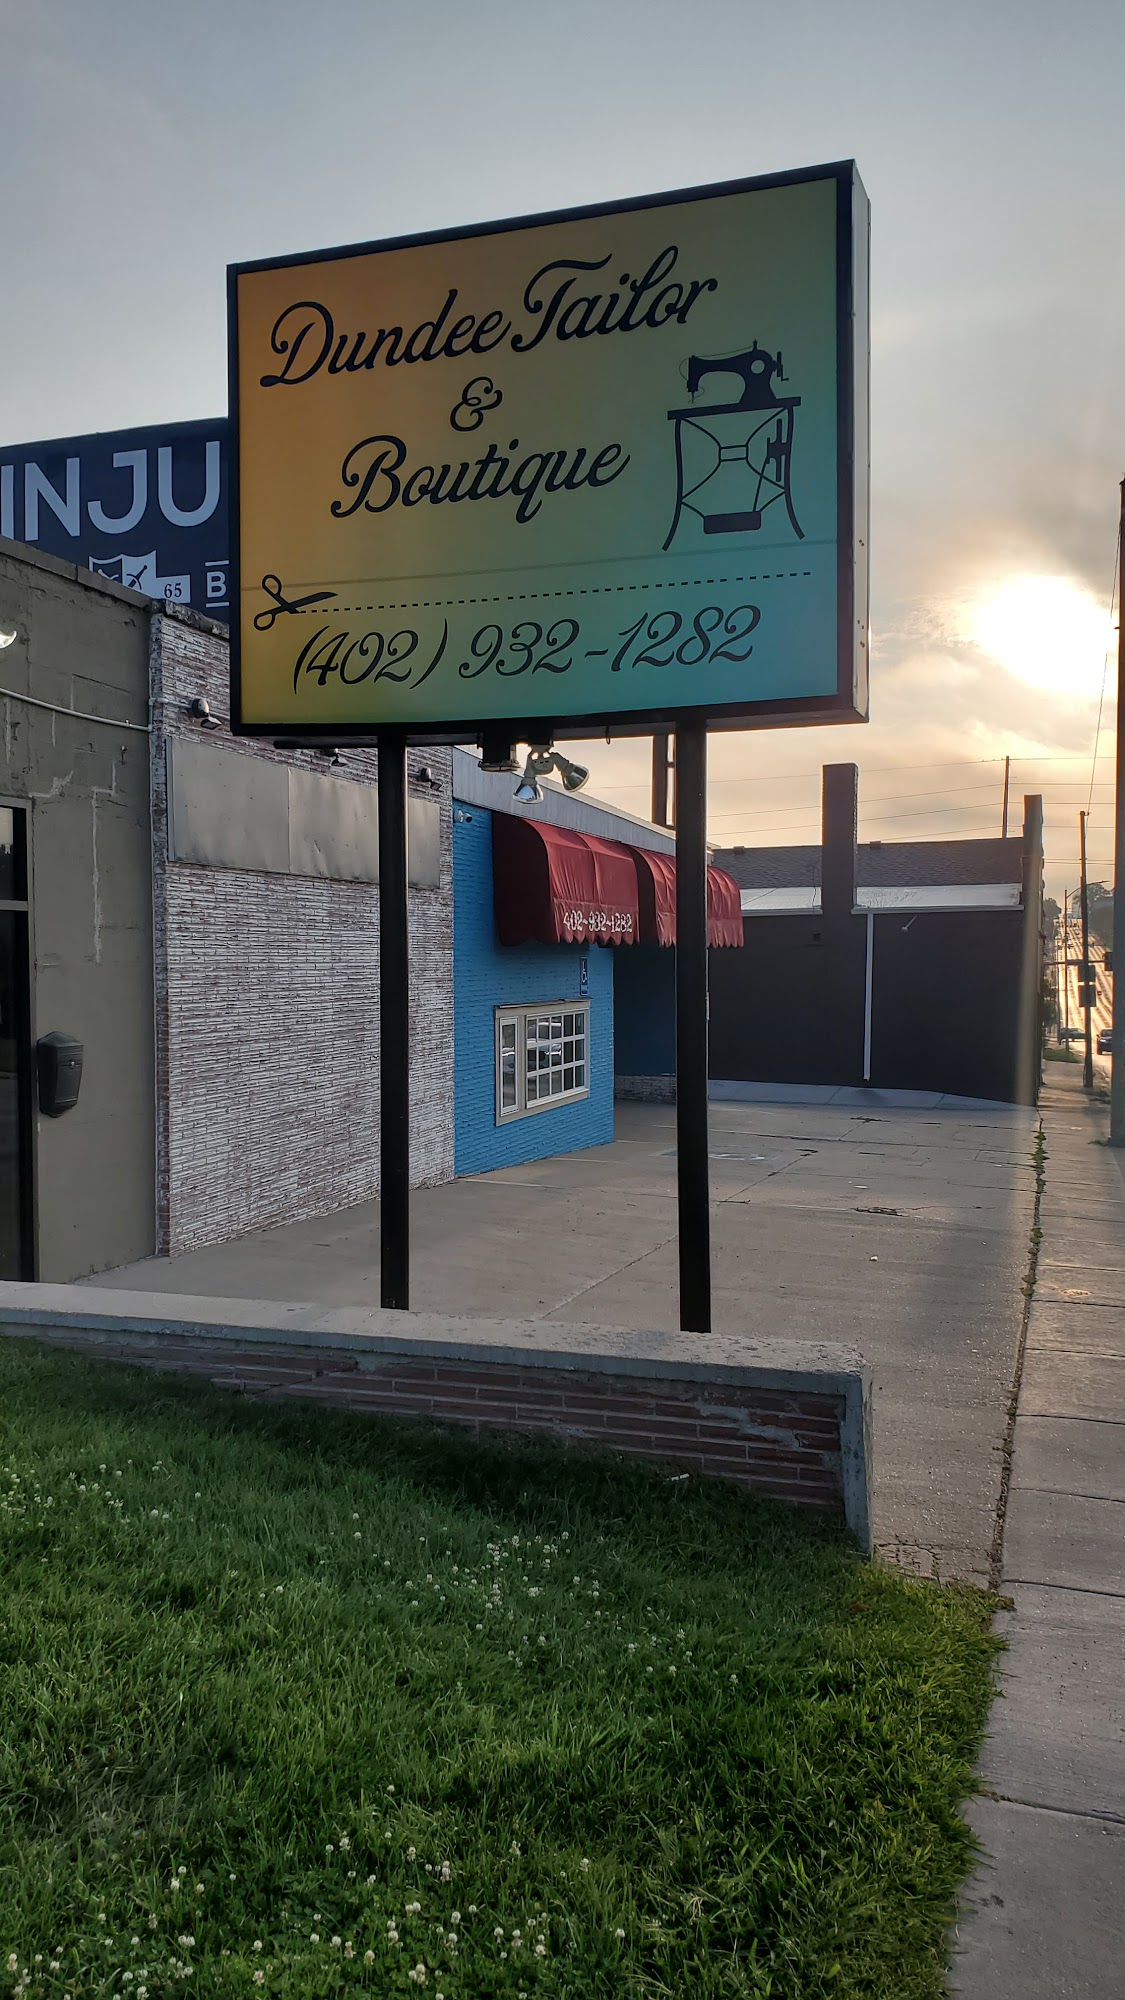 Dundee Tailor
&
Boutique
(402) 932-1282
INJU
65
B
402-932-1282